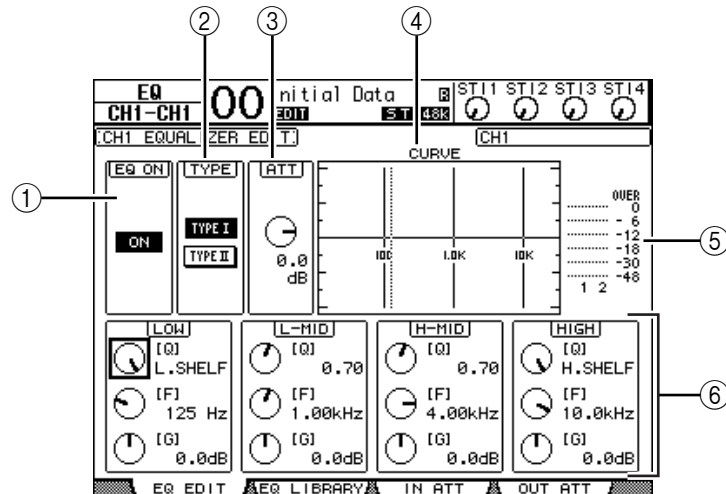 ② ③ ④
EQ
CH1-CH1
00 nitial Data R
EDIT ST 48K
STI1 STI2 STI3 STI4
CH1 EQUALIZER EDIT
CH1
CURVE
EQ ON TYPE ATT
①
ON
TYPE I
TYPE II
0.0
dB
100 1.0K 10K
OVER
0
- 6
-12
-18
-30
-48
1 2
⑤
LOW L-MID H-MID HIGH
[Q] [Q] [Q] [Q]
L.SHELF 0.70 0.70 H.SHELF
⑥
[F] [F] [F] [F]
125 Hz 1.00kHz 4.00kHz 10.0kHz
[G] [G] [G] [G]
0.0dB 0.0dB 0.0dB 0.0dB
EQ EDIT EQ LIBRARY IN ATT OUT ATT